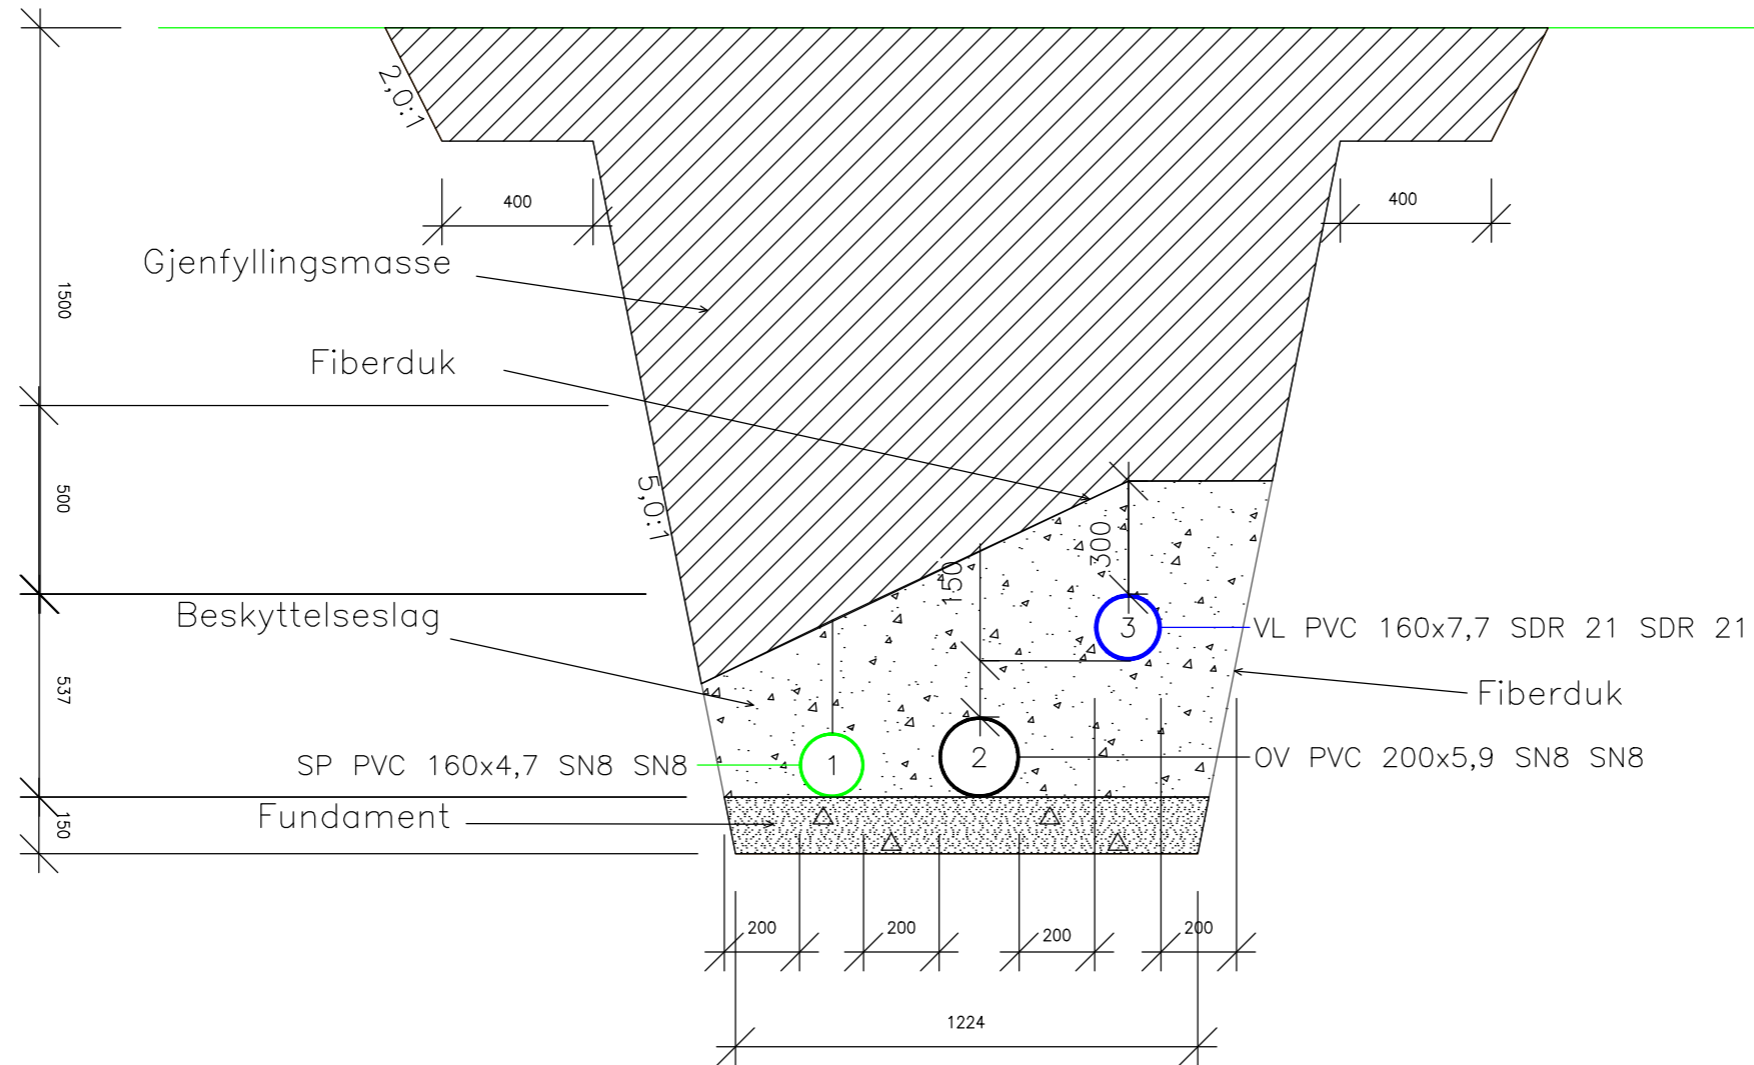 2,0:1
400
400
Gjenfyllingsmasse
1500
Fiberduk
500
5,0:1
300
150
Beskyttelseslag
3
VL PVC 160x7,7 SDR 21 SDR 21
537
Fiberduk
SP PVC 160x4,7 SN8 SN8
1
2
OV PVC 200x5,9 SN8 SN8
Fundament
150
200
200
200
200
1224